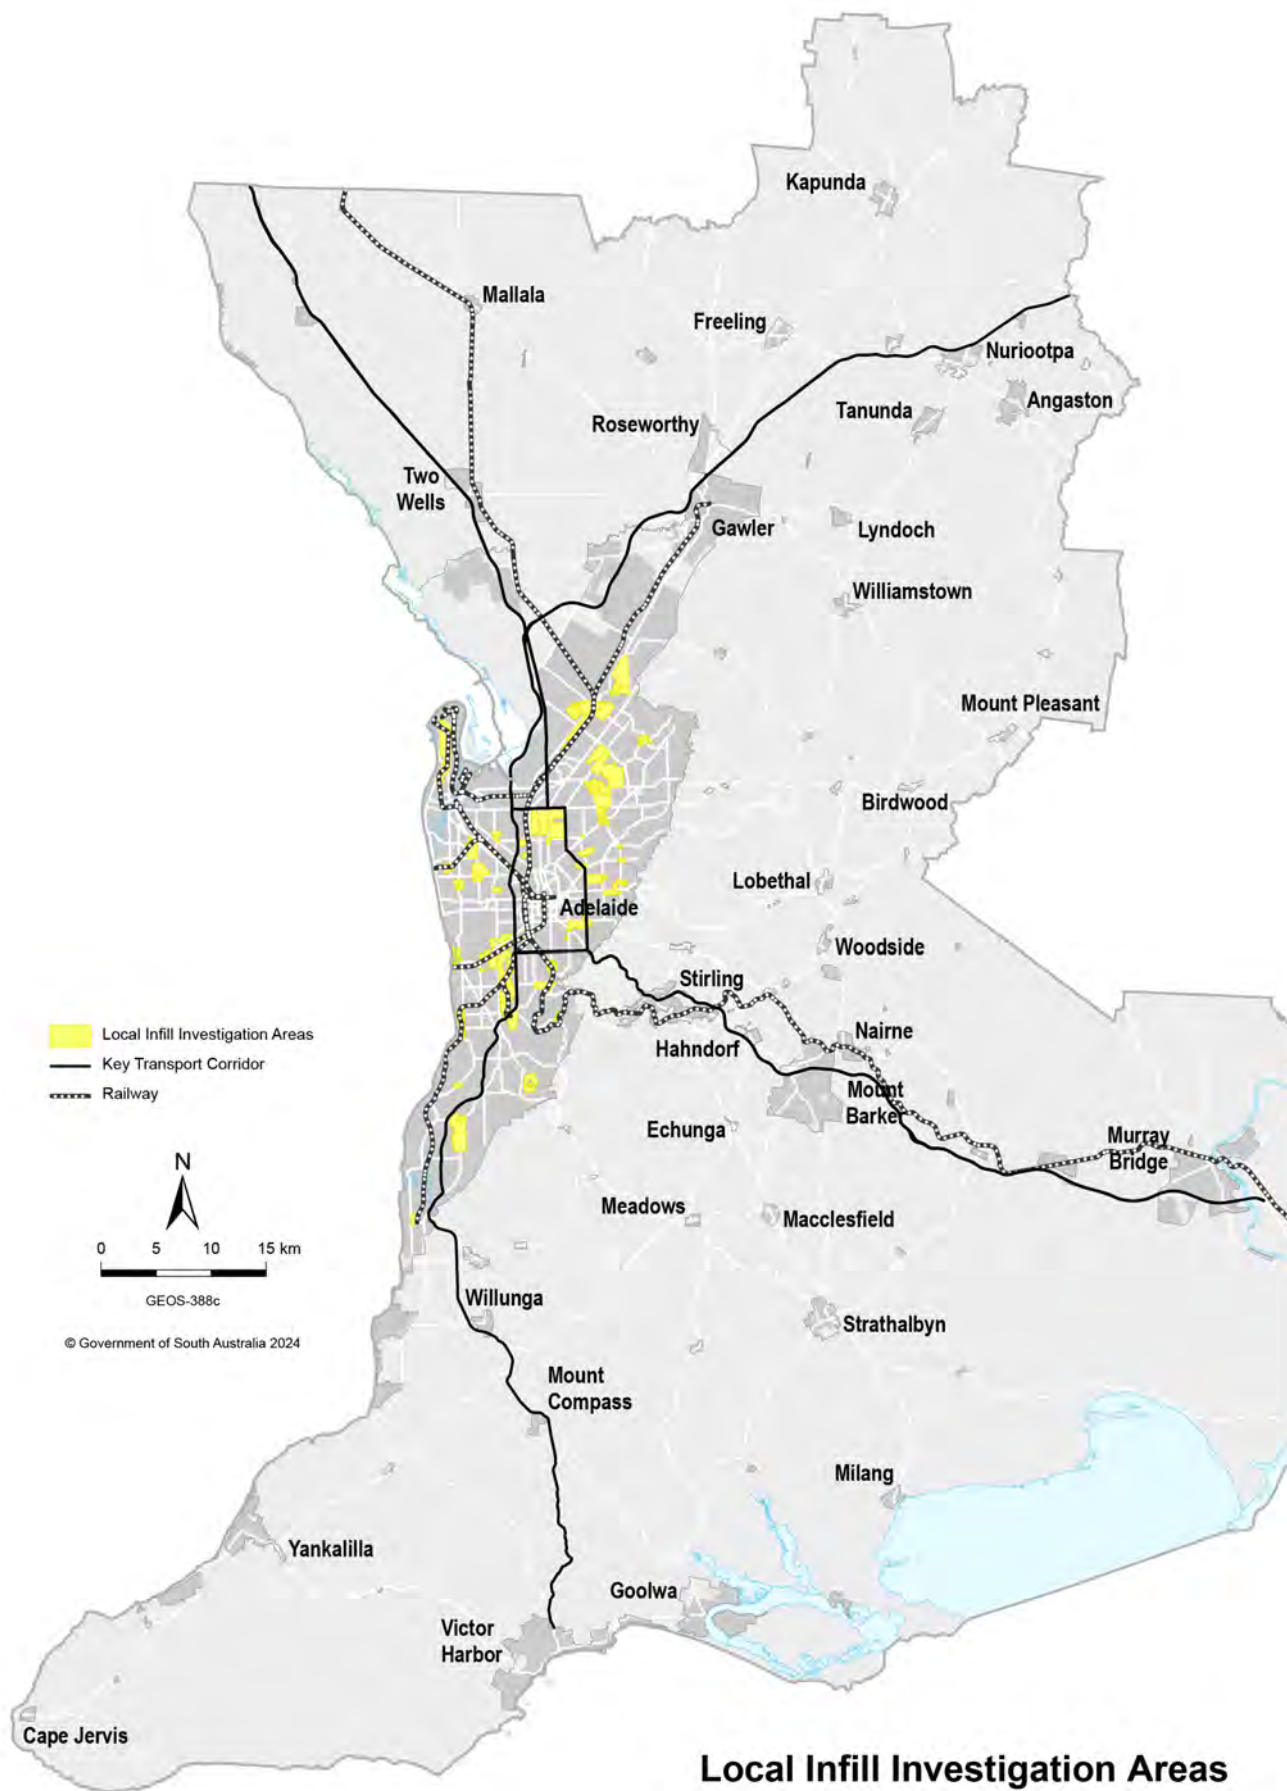 Kapunda
Mallala
Freeling
Nuriootpa
Angaston
Tanunda
Roseworthy
Two
Wells
Gawler
Lyndoch
Williamstown
Mount Pleasant
Birdwood
Lobethal
Adelaide
Woodside
Stirling
Local Infill Investigation Areas
Key Transport Corridor
Railway
Nairne
Hahndorf
Mount
Barker
Echunga
Murray
Bridge
N
Meadows
Macclesfield
0 5 10 15 km
GEOS-388c
© Government of South Australia 2024
Willunga
Strathalbyn
Mount
Compass
Milang
Yankalilla
Goolwa
Victor
Harbor
Cape Jervis
Local Infill Investigation Areas